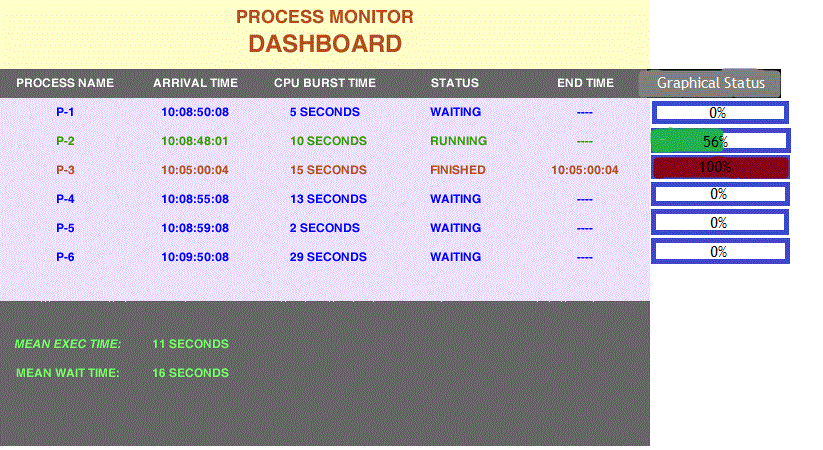 PROCESS MONITOR
DASHBOARD
PROCESS NAME ARRIVAL TIME CPU BURST TIME STATUS END TIME Graphical Status
P-1 10:08:50:08 5 SECONDS WAITING ---- 0%
P-2 10:08:48:01 10 SECONDS RUNNING ---- 56%
P-3 10:05:00:04 15 SECONDS FINISHED 10:05:00:04 100%
P-4 10:08:55:08 13 SECONDS WAITING ---- 0%
P-5 10:08:59:08 2 SECONDS WAITING ---- 0%
P-6 10:09:50:08 29 SECONDS WAITING ---- 0%
MEAN EXEC TIME: 11 SECONDS
MEAN WAIT TIME: 16 SECONDS